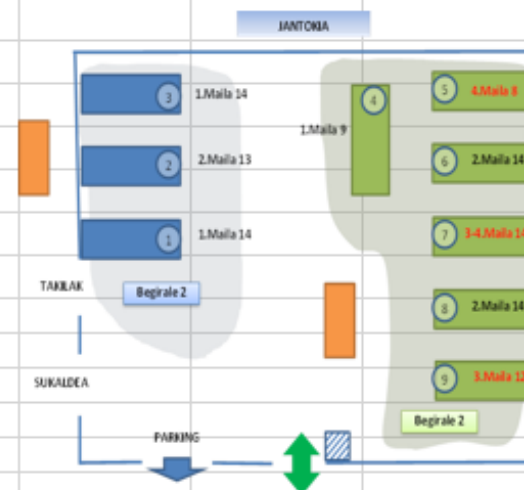 JANTOKIA
3 1.Maila 14
4
5 4.Maila 8
1.Maila 9
2 2.Maila 13
6 2.Maila 14
1 1.Maila 14
7 3-4.Maila 14
TAKILAK
Begirale 2
8 2.Maila 14
SUKALDEA
9 3.Maila 12
Begirale 2
PARKING